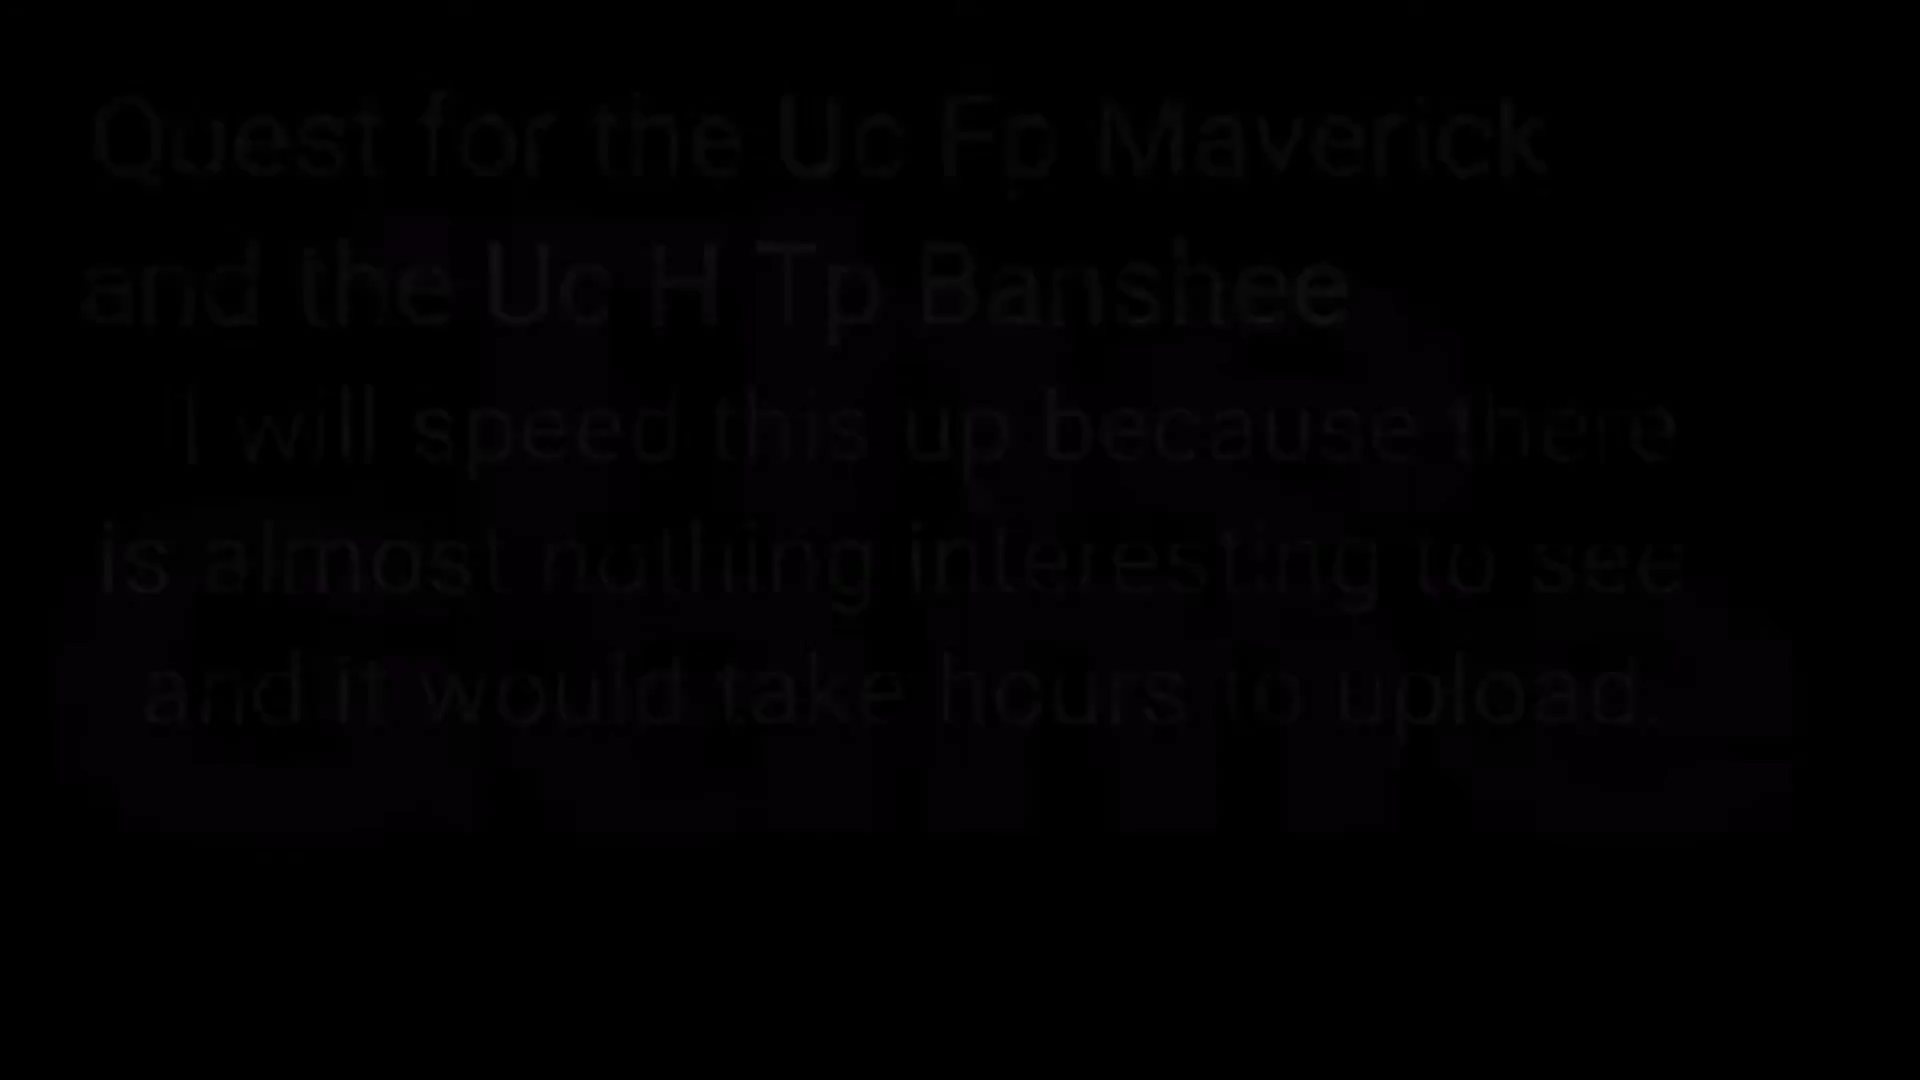 Quest for the Uc Fp Maverick
and the Uc H Tp Banshee
I will speed this up because there
is almost nothing interesting to see
and it would take hours to upload.